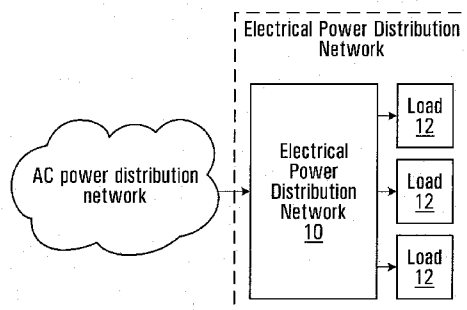 Electrical Power Distribution
Network
AC power distribution
network
Electrical
Power
Distribution
Network
10
Load
12
Load
12
Load
12